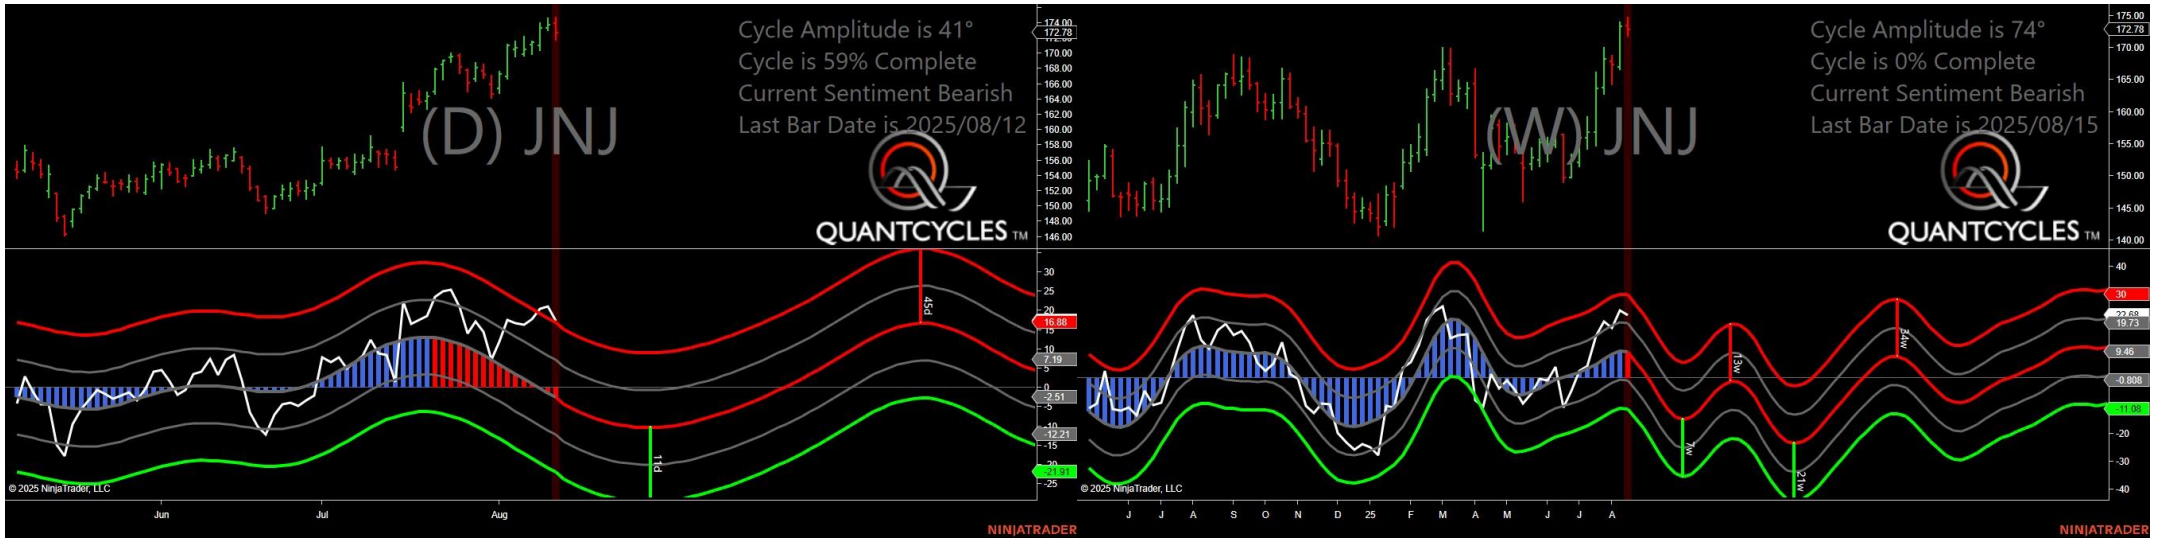 Cycle Amplitude is 41°
Cycle is 59% Complete
Current Sentiment Bearish
Last Bar Date is 2025/08/12
(D) JNJ
QUANTCYCLES TM
174.00
172.78
170.00
168.00
166.00
164.00
162.00
160.00
158.00
156.00
154.00
152.00
150.00
148.00
146.00
30
25
20
16.88
15
10
7.19
5
0
-2.51
-5
-10
-12.21
-15
-21.91
-25
45d
11d
© 2025 NinjaTrader, LLC
Jun Jul Aug
NINJATRADER
Cycle Amplitude is 74°
Cycle is 0% Complete
Current Sentiment Bearish
Last Bar Date is 2025/08/15
(W) JNJ
QUANTCYCLES TM
175.00
172.78
170.00
165.00
160.00
155.00
150.00
145.00
140.00
40
30
22.68
19.73
9.46
-0.808
-11.08
-20
-30
-40
7w
13w
21w
34w
© 2025 NinjaTrader, LLC
J J A S O N D 25 F M A M J J A
NINJATRADER